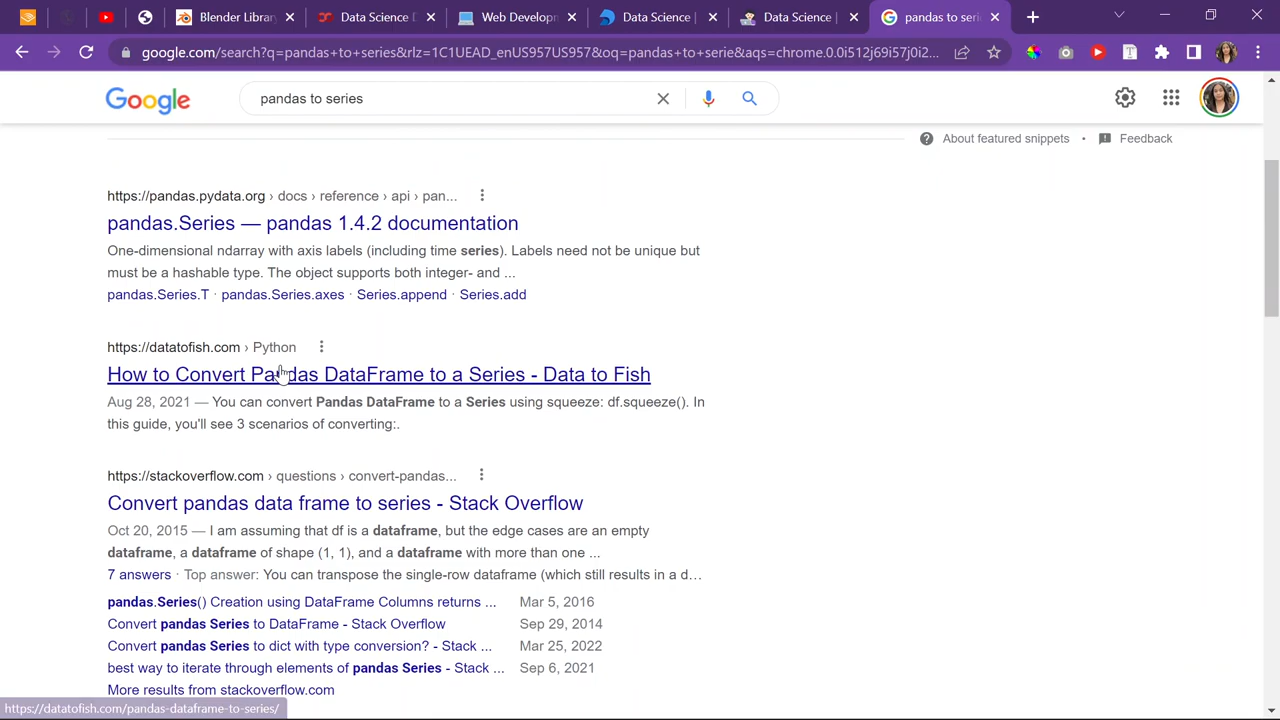 Blender Library
Data Science D
Web Developm
Data Science |
Data Science |
pandas to serie
google.com/search?q=pandas+to+series&rlz=1C1UEAD_enUS957US957&oq=pandas+to+serie&aqs=chrome.0.0i512j69i57j0i2...
Google
pandas to series
About featured snippets • Feedback
https://pandas.pydata.org › docs › reference › api › pan...
pandas.Series — pandas 1.4.2 documentation
One-dimensional ndarray with axis labels (including time series). Labels need not be unique but
must be a hashable type. The object supports both integer- and ...
pandas.Series.T · pandas.Series.axes · Series.append · Series.add
https://datatofish.com › Python
How to Convert Pandas DataFrame to a Series - Data to Fish
Aug 28, 2021 — You can convert Pandas DataFrame to a Series using squeeze: df.squeeze(). In
this guide, you'll see 3 scenarios of converting:.
https://stackoverflow.com › questions › convert-pandas...
Convert pandas data frame to series - Stack Overflow
Oct 20, 2015 — I am assuming that df is a dataframe, but the edge cases are an empty
dataframe, a dataframe of shape (1, 1), and a dataframe with more than one ...
7 answers · Top answer: You can transpose the single-row dataframe (which still results in a d...
pandas.Series() Creation using DataFrame Columns returns ... Mar 5, 2016
Convert pandas Series to DataFrame - Stack Overflow Sep 29, 2014
Convert pandas Series to dict with type conversion? - Stack ... Mar 25, 2022
best way to iterate through elements of pandas Series - Stack ... Sep 6, 2021
More results from stackoverflow.com
https://datatofish.com/pandas-dataframe-to-series/